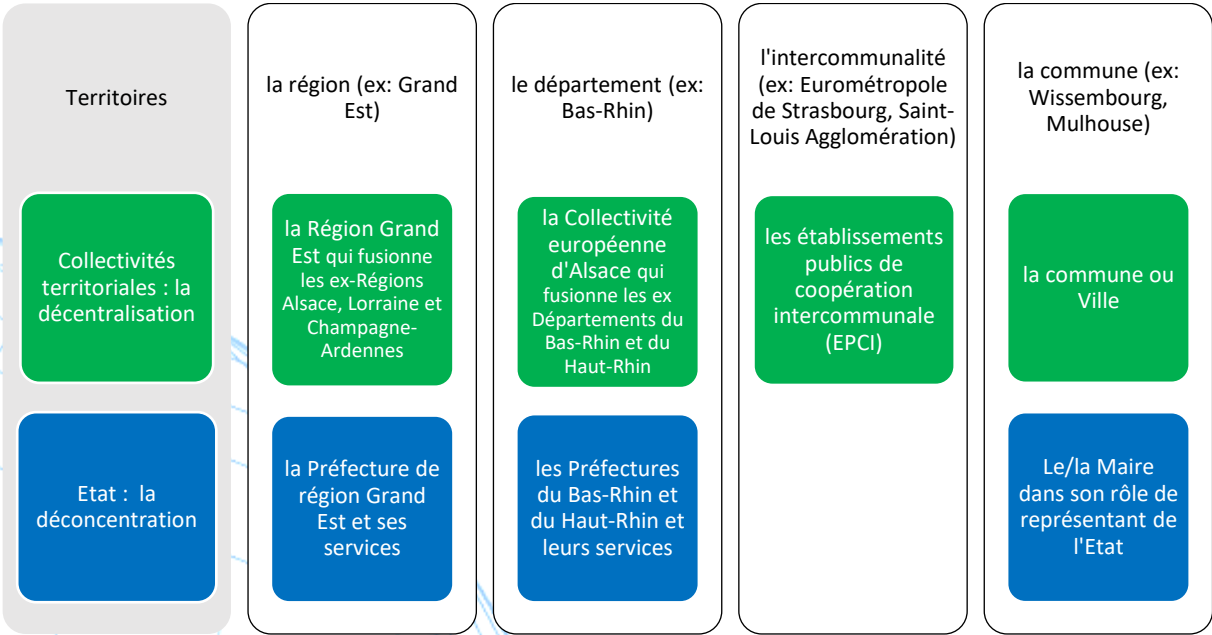 Territoires
Collectivités
territoriales : la
décentralisation
Etat :  la
déconcentration
la région (ex: Grand
Est)
la Région Grand
Est qui fusionne
les ex-Régions
Alsace, Lorraine et
Champagne-
Ardennes
la Préfecture de
région Grand
Est et ses
services
le département (ex:
Bas-Rhin)
la Collectivité
européenne
d'Alsace qui
fusionne les ex
Départements du
Bas-Rhin et du
Haut-Rhin
les Préfectures
du Bas-Rhin et
du Haut-Rhin et
leurs services
l'intercommunalité
(ex: Eurométropole
de Strasbourg, Saint-
Louis Agglomération)
les établissements
publics de
coopération
intercommunale
(EPCI)
la commune (ex:
Wissembourg,
Mulhouse)
la commune ou
Ville
Le/la Maire
dans son rôle de
représentant de
l'Etat